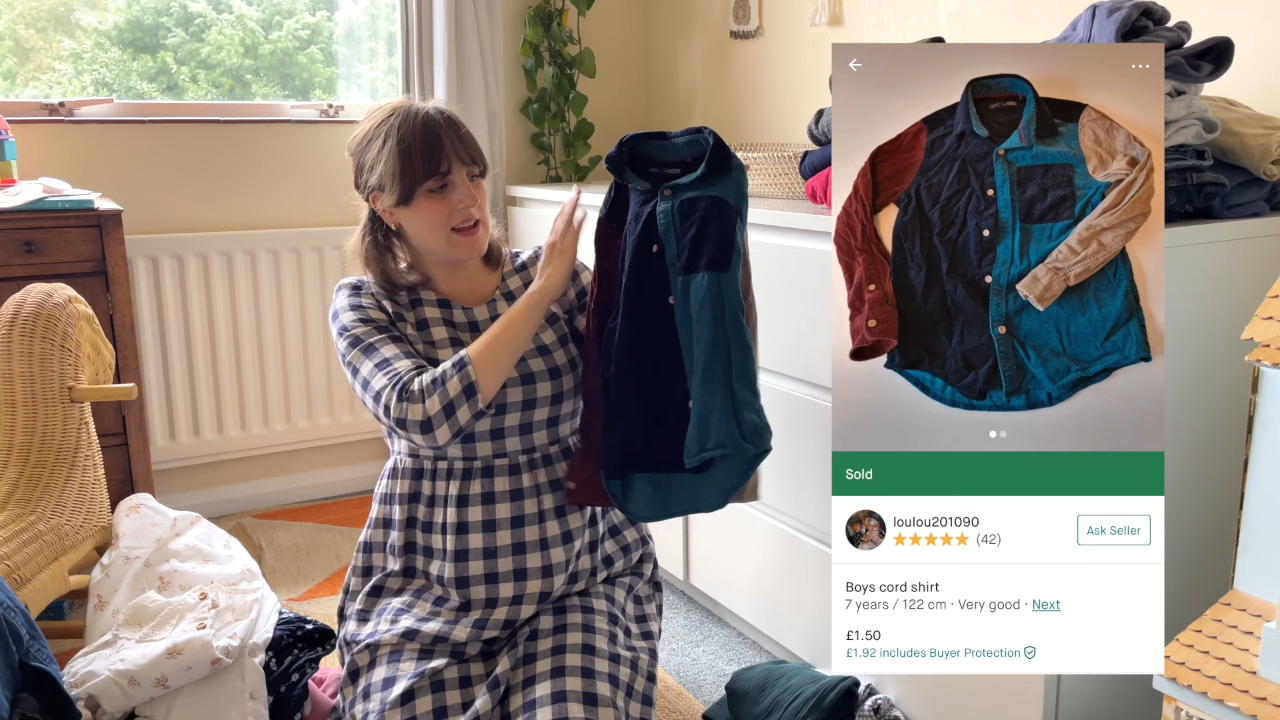 Sold
loulou201090
(42)
Ask Seller
Boys cord shirt
7 years / 122 cm · Very good · Next
£1.50
£1.92 includes Buyer Protection